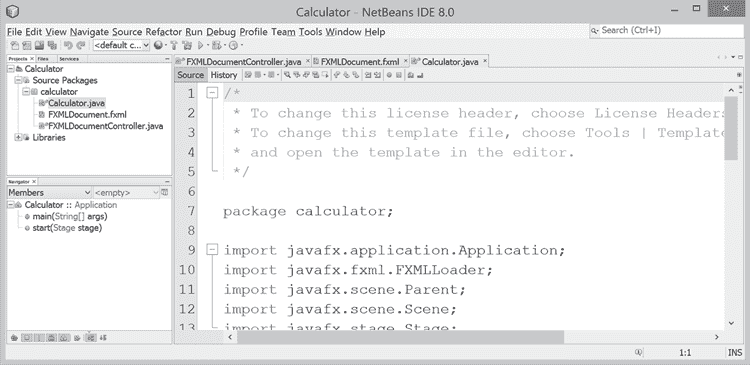 Calculator - NetBeans IDE 8.0
File Edit View Navigate Source Refactor Run Debug Profile Team Tools Window Help
Search (Ctrl+I)
<default c...
Projects Files Services
Calculator
Source Packages
calculator
Calculator.java
FXMLDocument.fxml
FXMLDocumentController.java
Libraries
Navigator
Members <empty>
Calculator :: Application
main(String[] args)
start(Stage stage)
FXMLDocumentController.java FXMLDocument.fxml Calculator.java
Source History
1 /*
2 * To change this license header, choose License Headers
3 * To change this template file, choose Tools | Template
4 * and open the template in the editor.
5 */
6
7 package calculator;
8
9 import javafx.application.Application;
10 import javafx.fxml.FXMLLoader;
11 import javafx.scene.Parent;
12 import javafx.scene.Scene;
13 import javafx.stage.Stage;
1:1 INS